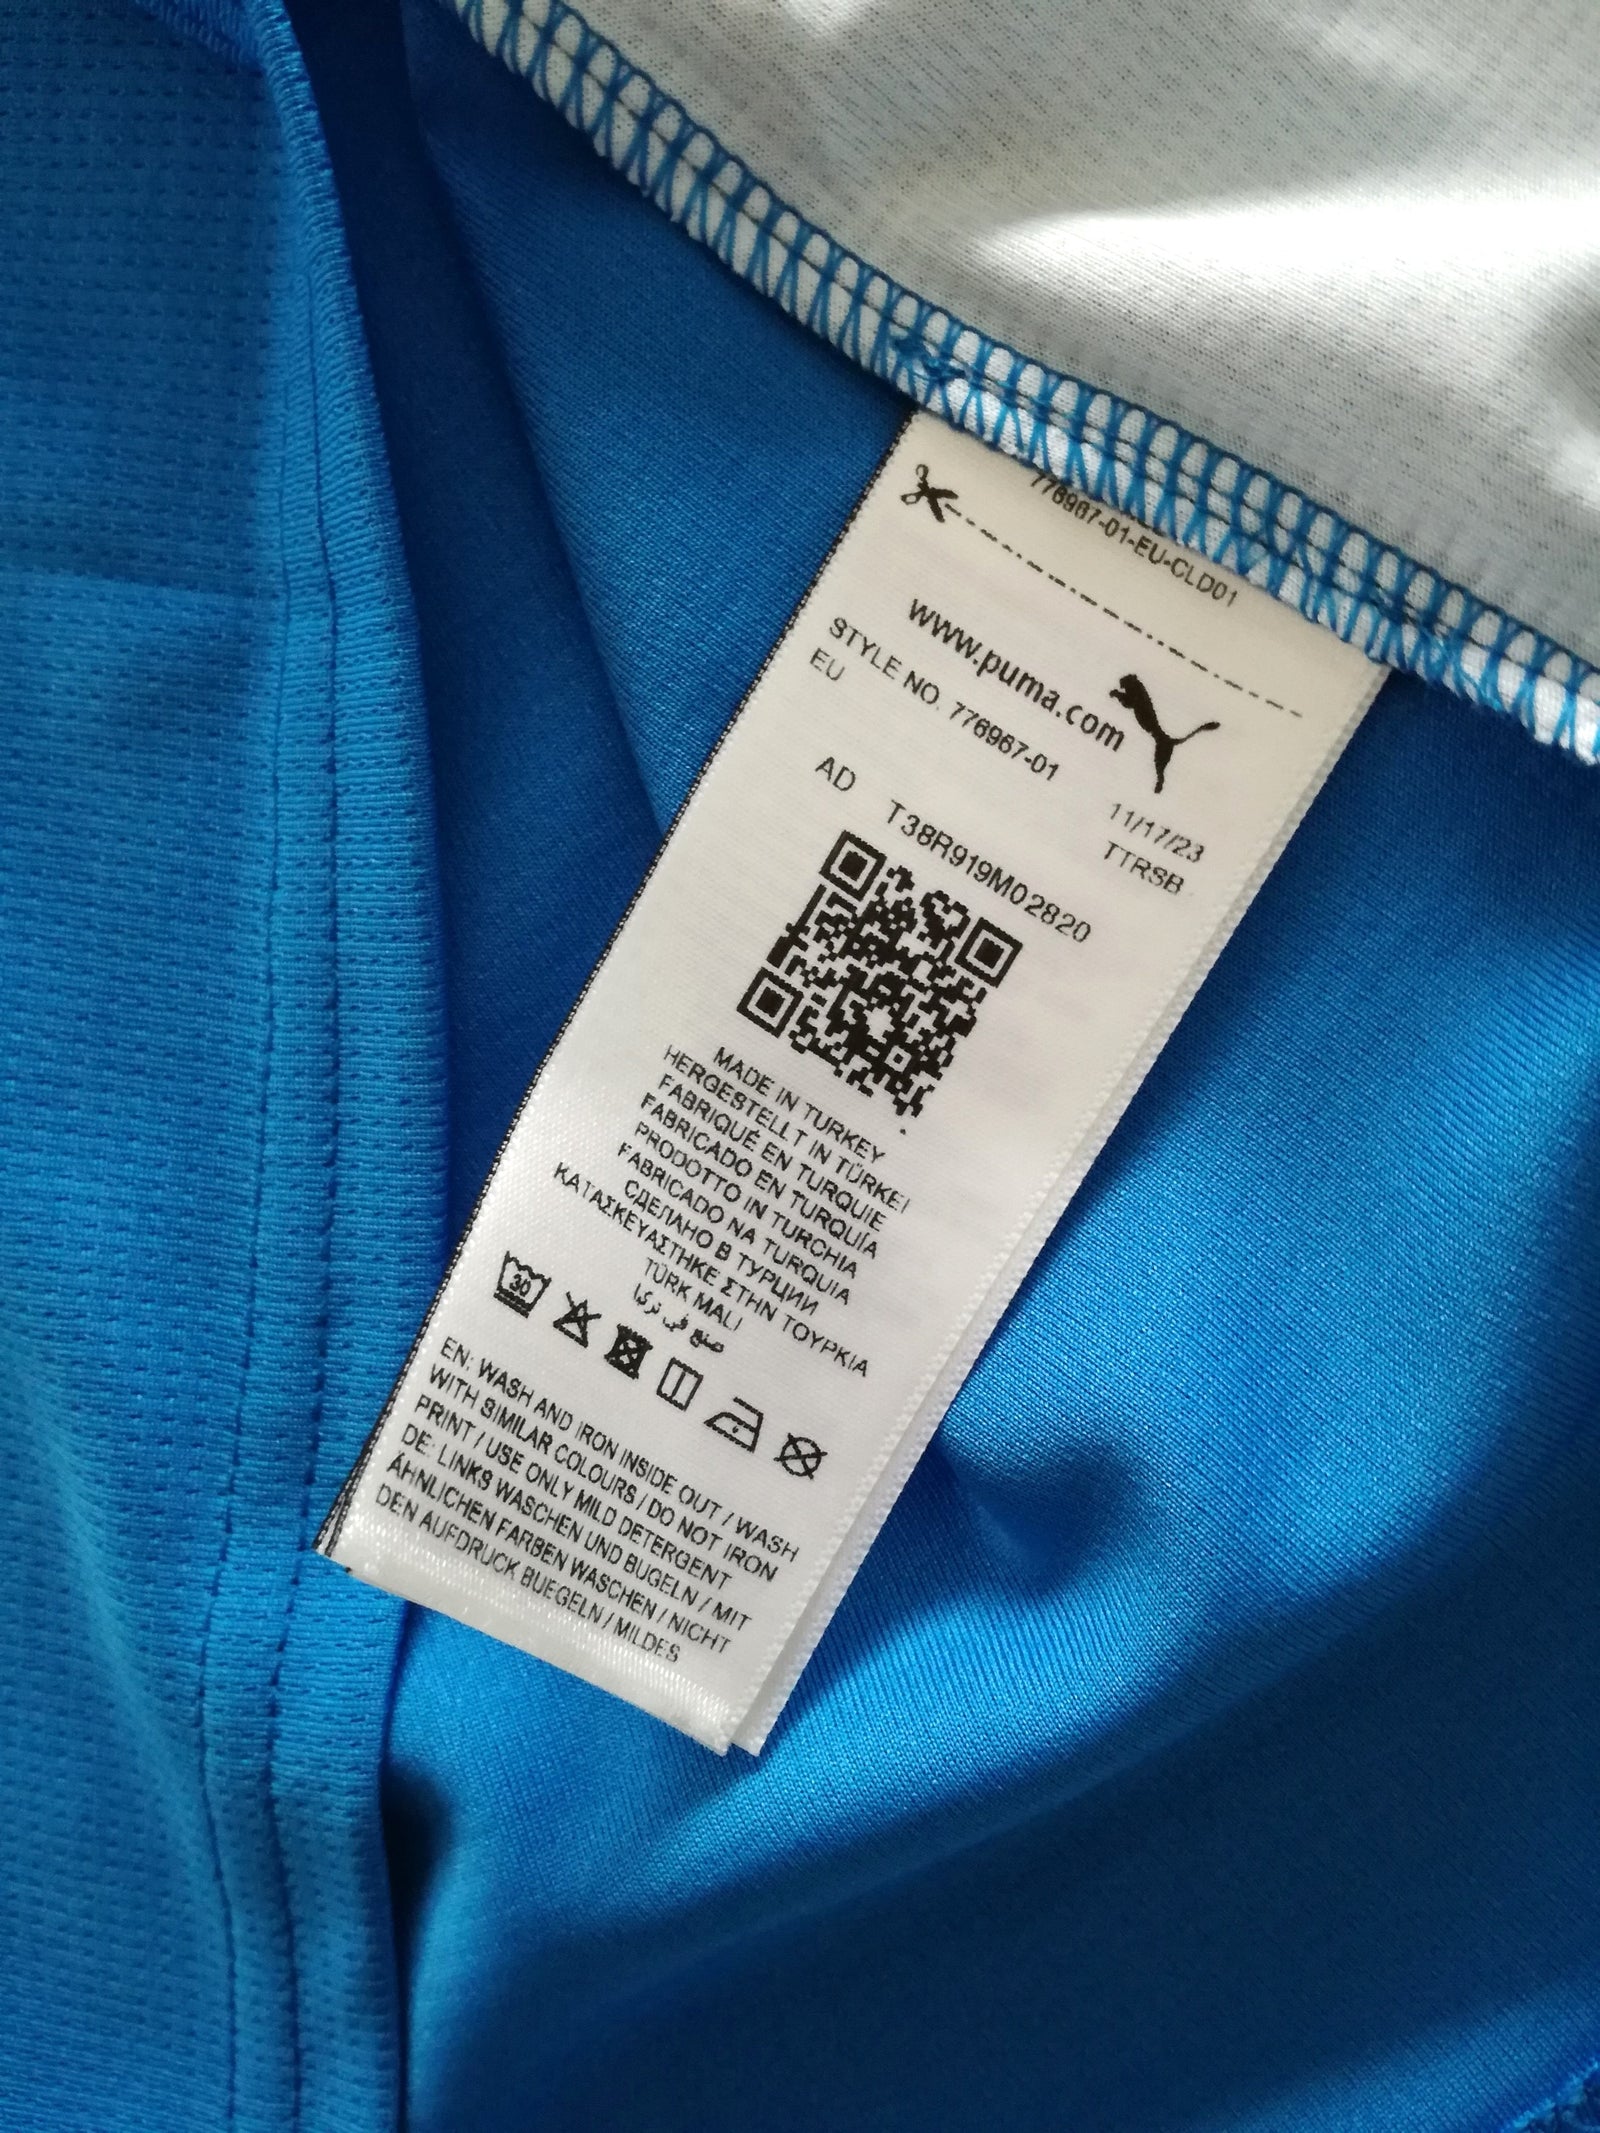 776967-01-EU-CLD01
www.puma.com
STYLE NO. 776967-01
EU
11/17/23
TTRSB
AD T38R919M02820
MADE IN TURKEY
HERGESTELLT IN TÜRKEI
FABRIQUÉ EN TURQUIE
FABRICADO EN TURQUÍA
PRODOTTO IN TURCHIA
FABRICADO NA TURQUIA
СДЕЛАНО В ТУРЦИИ
ΚΑΤΑΣΚΕΥΑΣΤΗΚΕ ΣΤΗΝ ΤΟΥΡΚΙΑ
TÜRK MALI
صنع في تركيا
30
EN: WASH AND IRON INSIDE OUT / WASH
WITH SIMILAR COLOURS / DO NOT IRON
PRINT / USE ONLY MILD DETERGENT
DE: LINKS WASCHEN UND BÜGELN / MIT
ÄHNLICHEN FARBEN WASCHEN / NICHT
DEN AUFDRUCK BUEGELN / MILDES